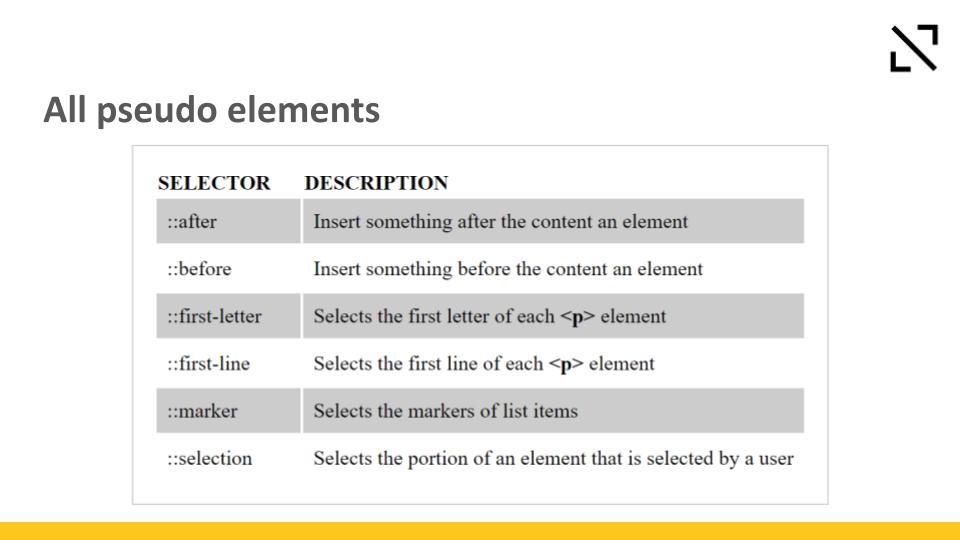 All pseudo elements
SELECTOR DESCRIPTION
::after Insert something after the content an element
::before Insert something before the content an element
::first-letter Selects the first letter of each <p> element
::first-line Selects the first line of each <p> element
::marker Selects the markers of list items
::selection Selects the portion of an element that is selected by a user